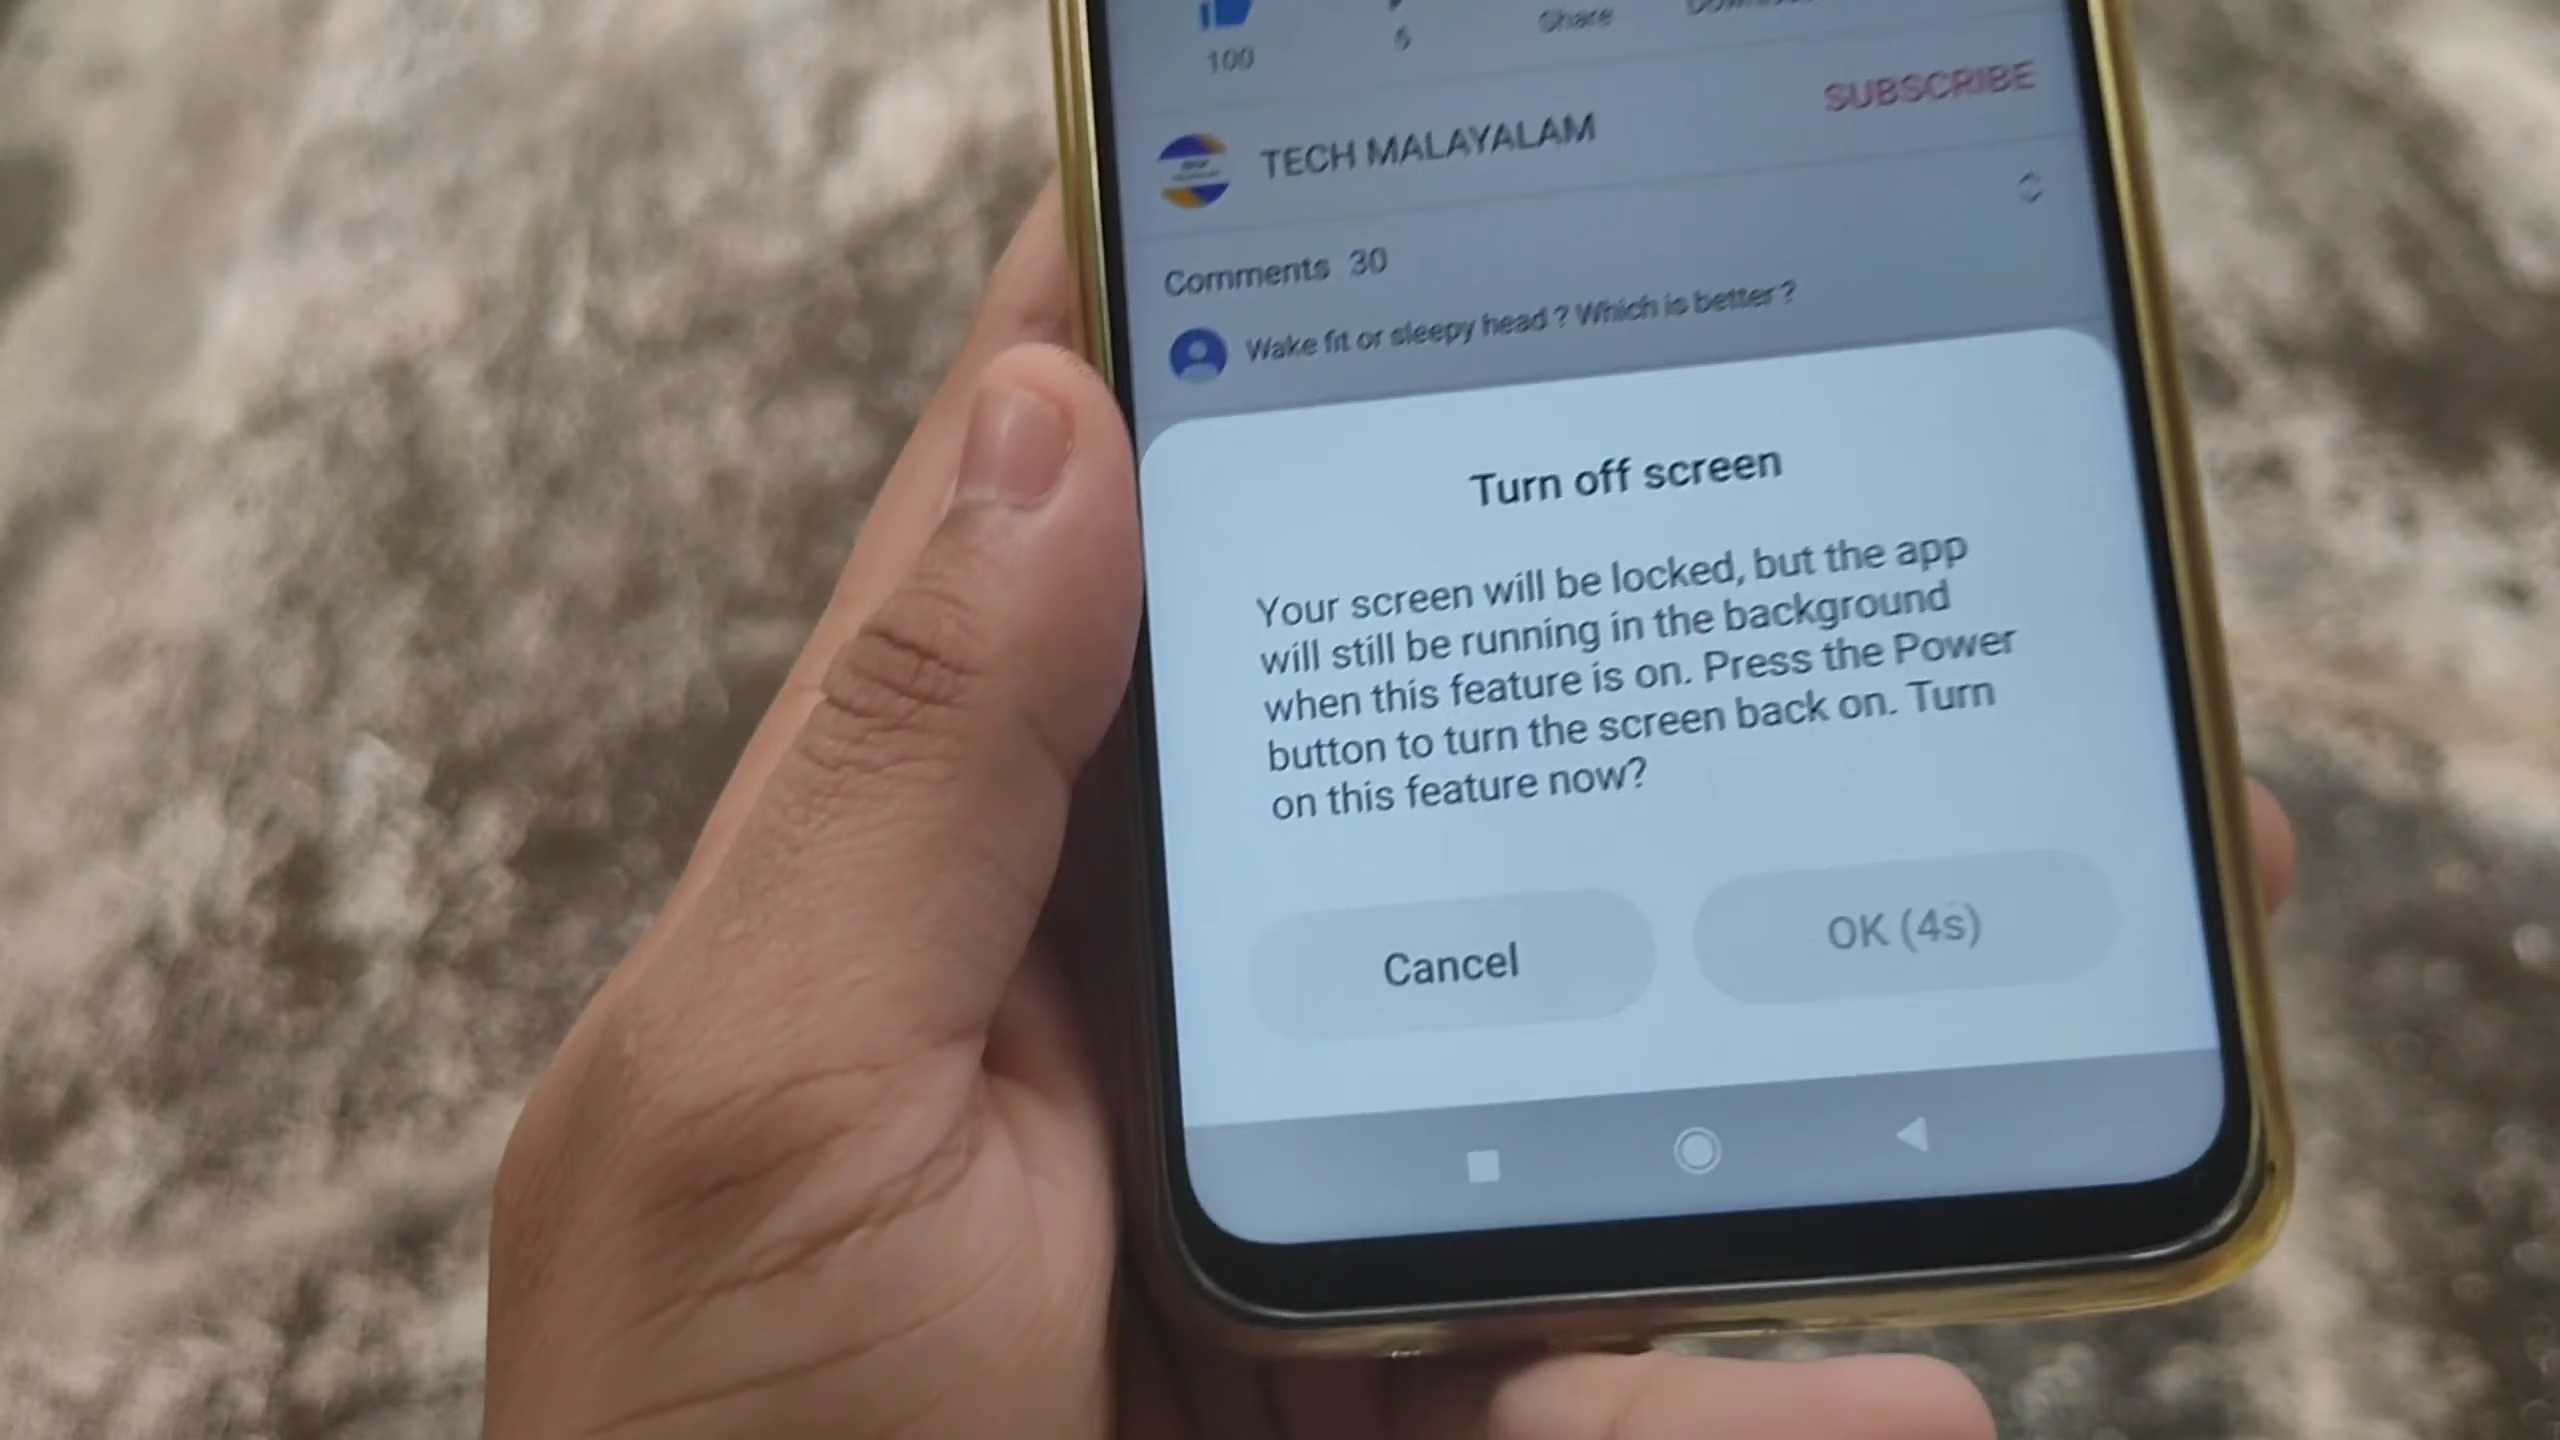 100
5
Share
SUBSCRIBE
TECH MALAYALAM
Comments 30
Wake fit or sleepy head ? Which is better ?
Turn off screen
Your screen will be locked, but the app
will still be running in the background
when this feature is on. Press the Power
button to turn the screen back on. Turn
on this feature now?
Cancel
OK (4s)